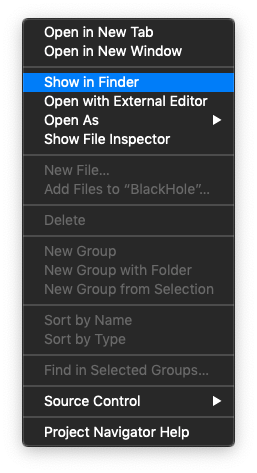 Open in New Tab
Open in New Window
Show in Finder
Open with External Editor
Open As
Show File Inspector
New File...
Add Files to “BlackHole”...
Delete
New Group
New Group with Folder
New Group from Selection
Sort by Name
Sort by Type
Find in Selected Groups...
Source Control
Project Navigator Help